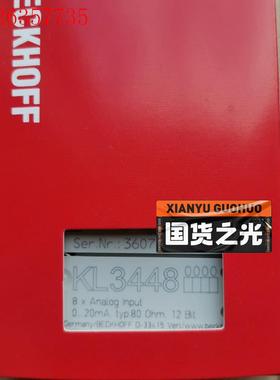 BECKHOFF
XIANYU GUOHUO
国货之光
Ser.Nr.: 3607
KL3448
8 x Analog Input
0...20mA typ.80 Ohm, 12 Bit
Germany/BECKHOFF D-33415 Verl/www.